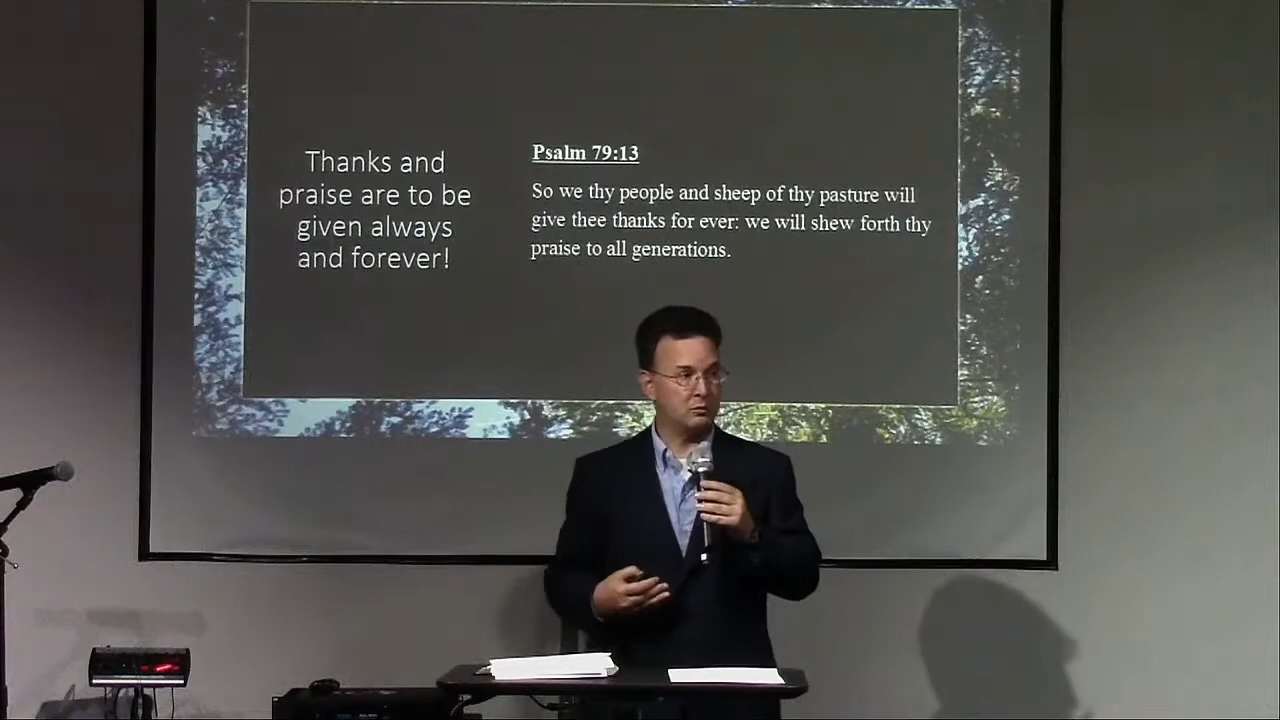 Thanks and
praise are to be
given always
and forever!
Psalm 79:13
So we thy people and sheep of thy pasture will
give thee thanks for ever: we will shew forth thy
praise to all generations.